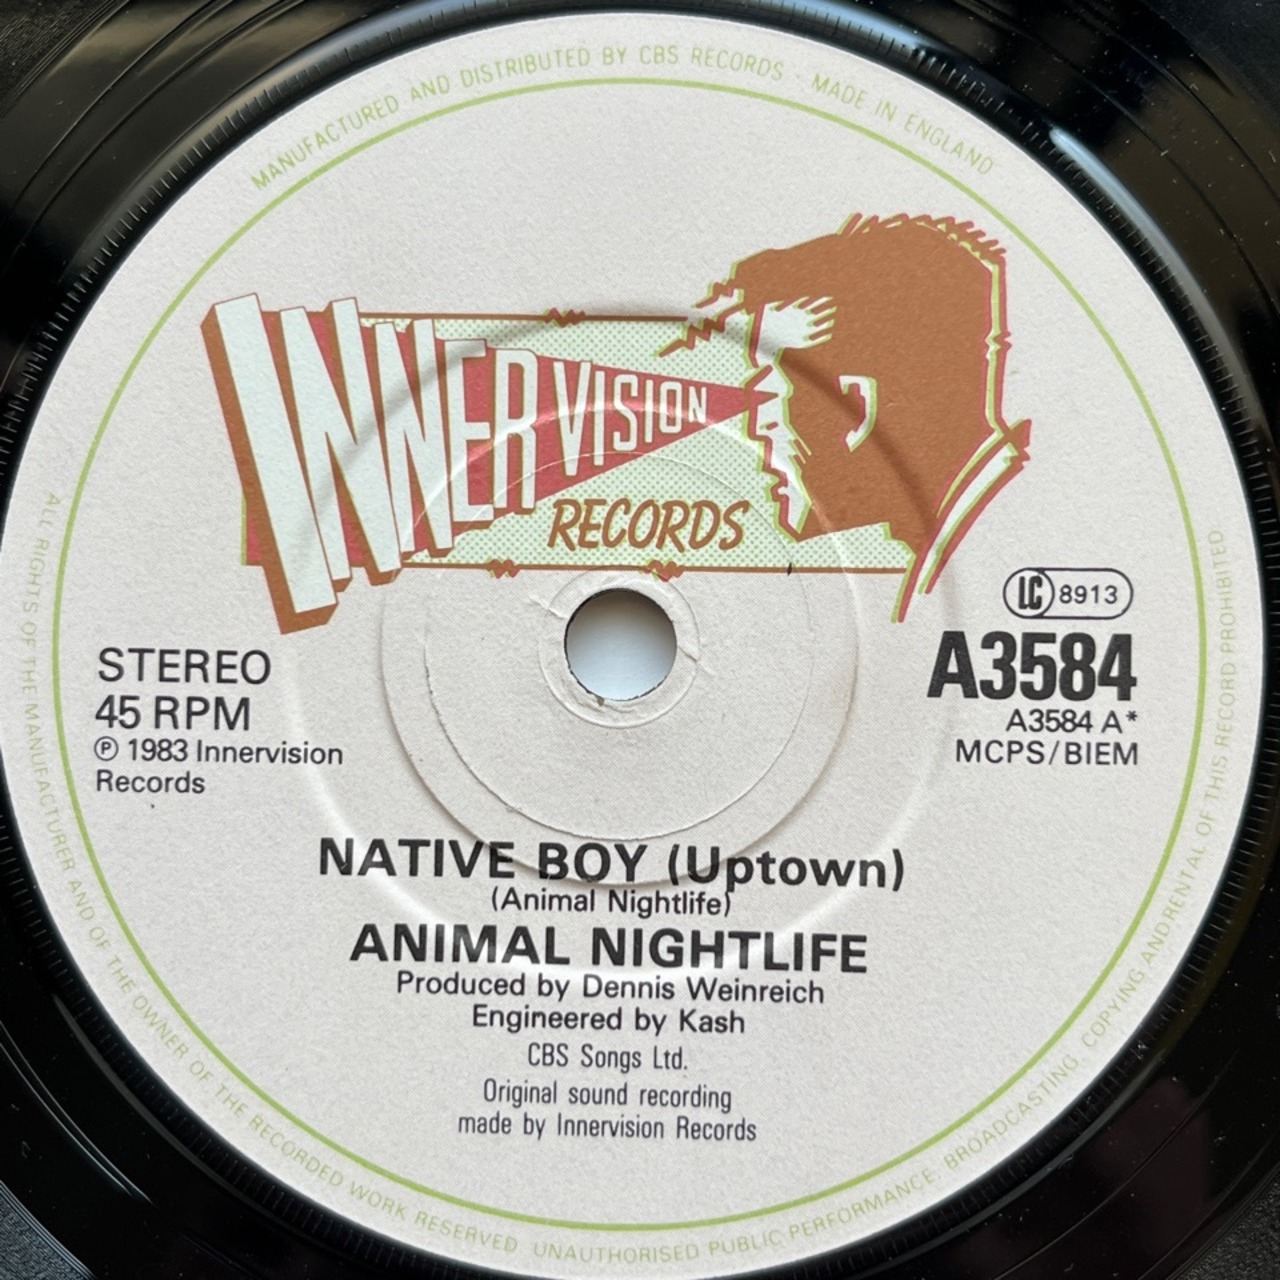 MANUFACTURED AND DISTRIBUTED BY CBS RECORDS · MADE IN ENGLAND
INNERVISION
RECORDS
LC 8913
STEREO
45 RPM
℗ 1983 Innervision
Records
A3584
A3584 A*
MCPS/BIEM
NATIVE BOY (Uptown)
(Animal Nightlife)
ANIMAL NIGHTLIFE
Produced by Dennis Weinreich
Engineered by Kash
CBS Songs Ltd.
Original sound recording
made by Innervision Records
ALL RIGHTS OF THE MANUFACTURER AND OF THE OWNER OF THE RECORDED WORK RESERVED UNAUTHORISED PUBLIC PERFORMANCE, BROADCASTING, COPYING AND RENTAL OF THIS RECORD PROHIBITED